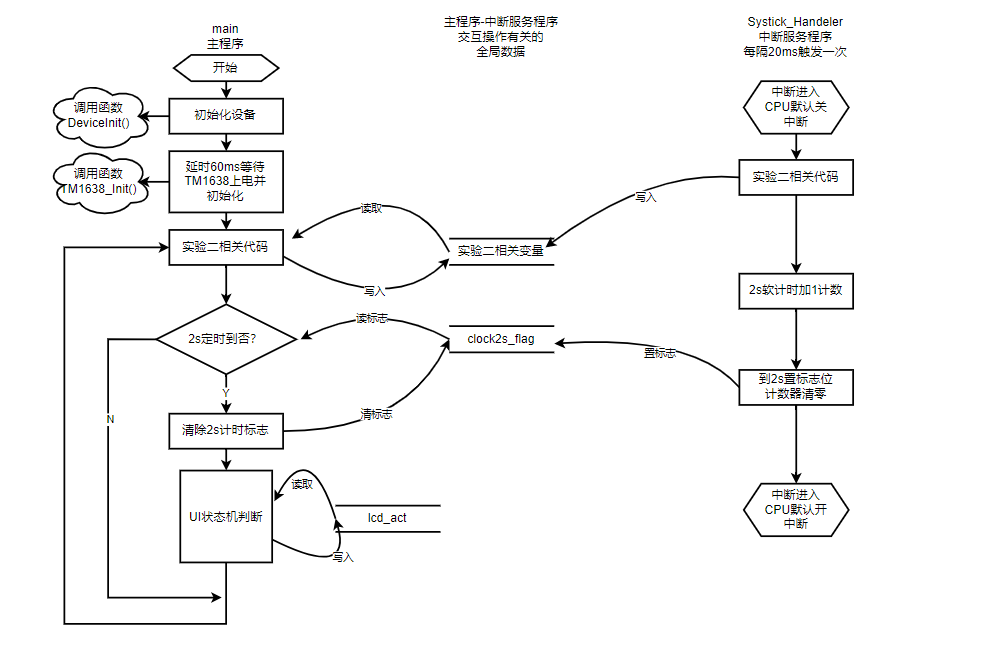 main
主程序
开始
调用函数
DeviceInit()
初始化设备
调用函数
TM1638_Init()
延时60ms等待
TM1638上电并
初始化
实验二相关代码
2s定时到否?
Y
N
清除2s计时标志
UI状态机判断
读取
写入
lcd_act
主程序-中断服务程序
交互操作有关的
全局数据
读取
写入
实验二相关变量
写入
读标志
清标志
clock2s_flag
置标志
Systick_Handeler
中断服务程序
每隔20ms触发一次
中断进入
CPU默认关
中断
实验二相关代码
2s软计时加1计数
到2s置标志位
计数器清零
中断进入
CPU默认开
中断